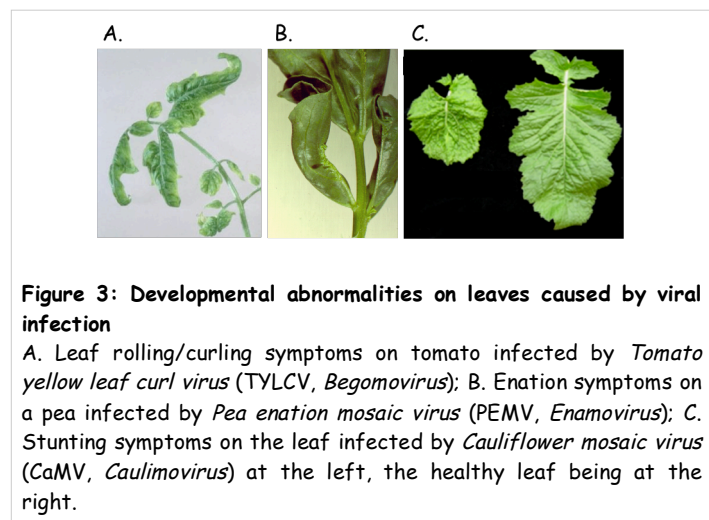 A. B. C.
Figure 3: Developmental abnormalities on leaves caused by viral
infection
A. Leaf rolling/curling symptoms on tomato infected by Tomato
yellow leaf curl virus (TYLCV, Begomovirus); B. Enation symptoms on
a pea infected by Pea enation mosaic virus (PEMV, Enamovirus); C.
Stunting symptoms on the leaf infected by Cauliflower mosaic virus
(CaMV, Caulimovirus) at the left, the healthy leaf being at the
right.